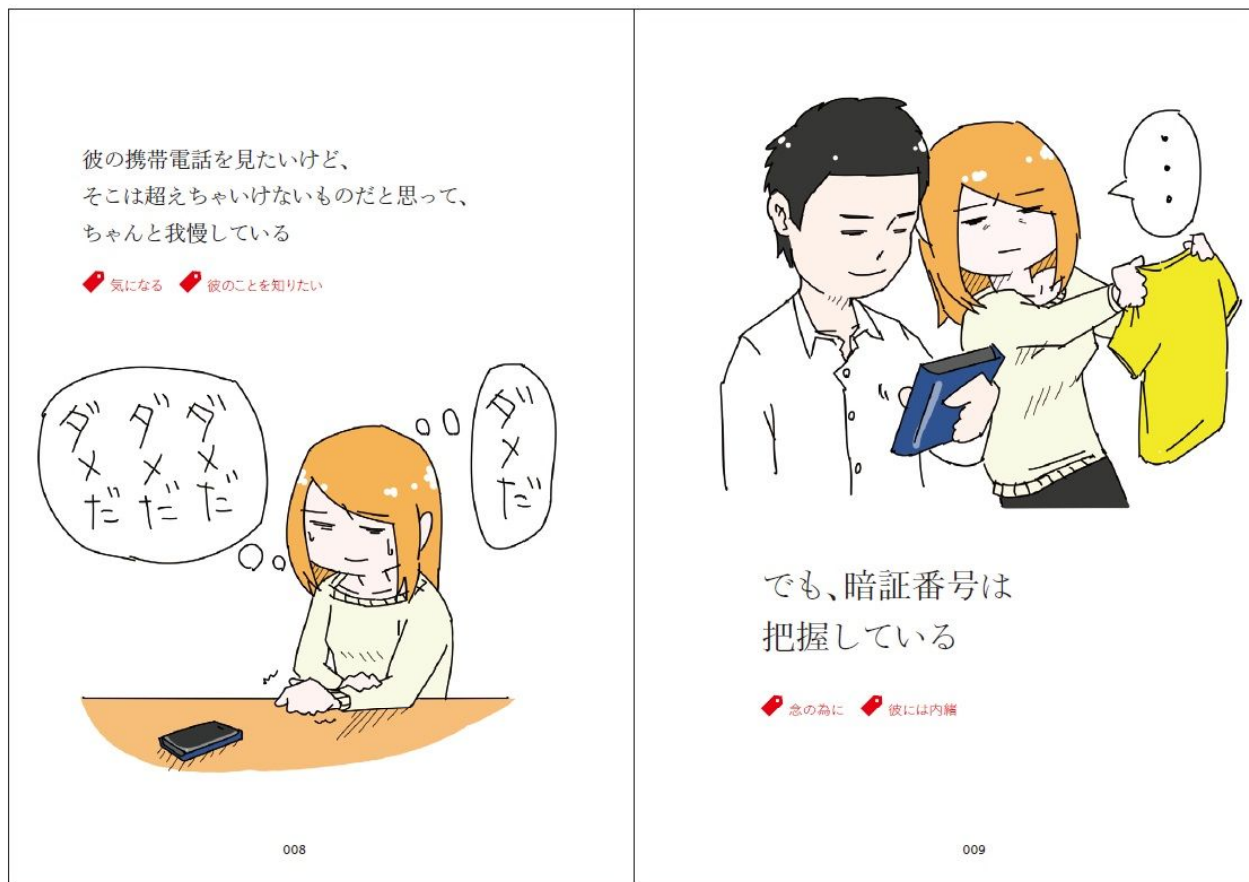 彼の携帯電話を見たいけど、
そこは超えちゃいけないものだと思って、
ちゃんと我慢している
気になる 彼のことを知りたい
ダメだ
ダメだ
ダメだ
ダメだ
008
・・・
でも、暗証番号は
把握している
念の為に 彼には内緒
009